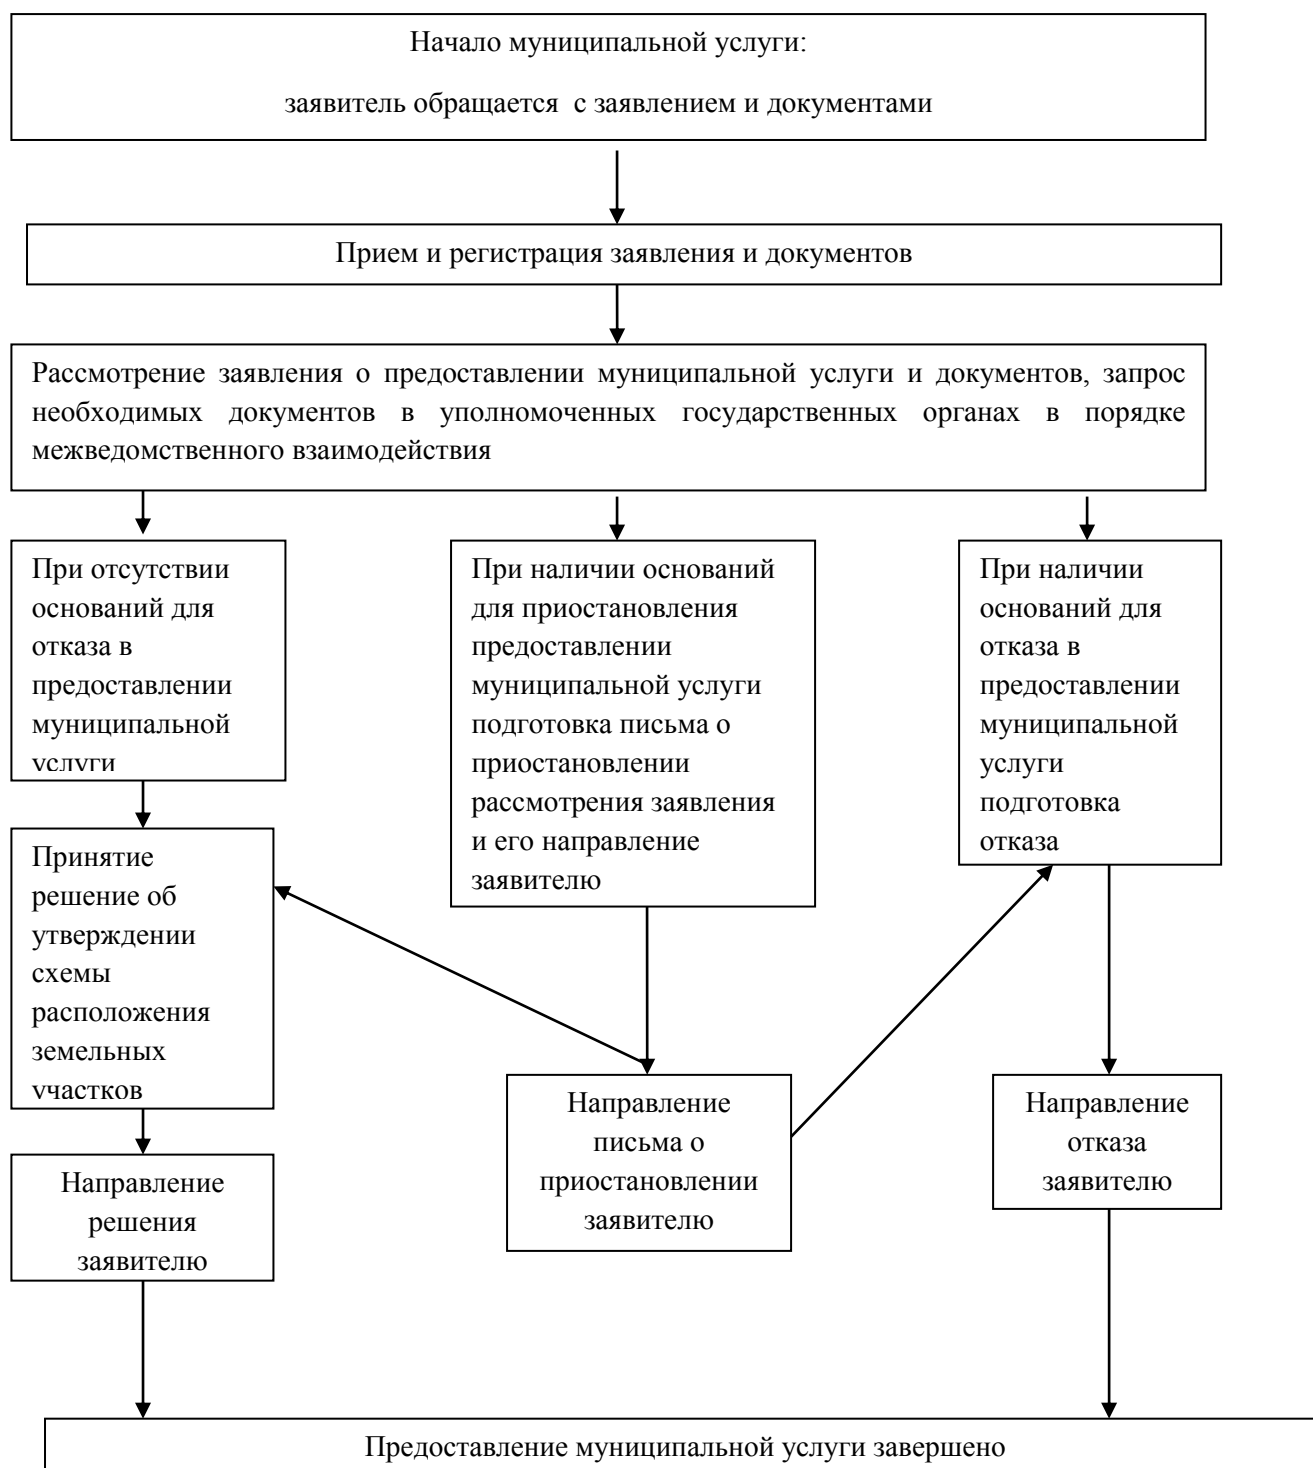 Начало муниципальной услуги:
заявитель обращается с заявлением и документами
Прием и регистрация заявления и документов
Рассмотрение заявления о предоставлении муниципальной услуги и документов, запрос
необходимых документов в уполномоченных государственных органах в порядке
межведомственного взаимодействия
При отсутствии
оснований для
отказа в
предоставлении
муниципальной
услуги
При наличии оснований
для приостановления
предоставлении
муниципальной услуги
подготовка письма о
приостановлении
рассмотрения заявления
и его направление
заявителю
При наличии
оснований для
отказа в
предоставлении
муниципальной
услуги
подготовка
отказа
Принятие
решение об
утверждении
схемы
расположения
земельных
участков
Направление
письма о
приостановлении
заявителю
Направление
отказа
заявителю
Направление
решения
заявителю
Предоставление муниципальной услуги завершено